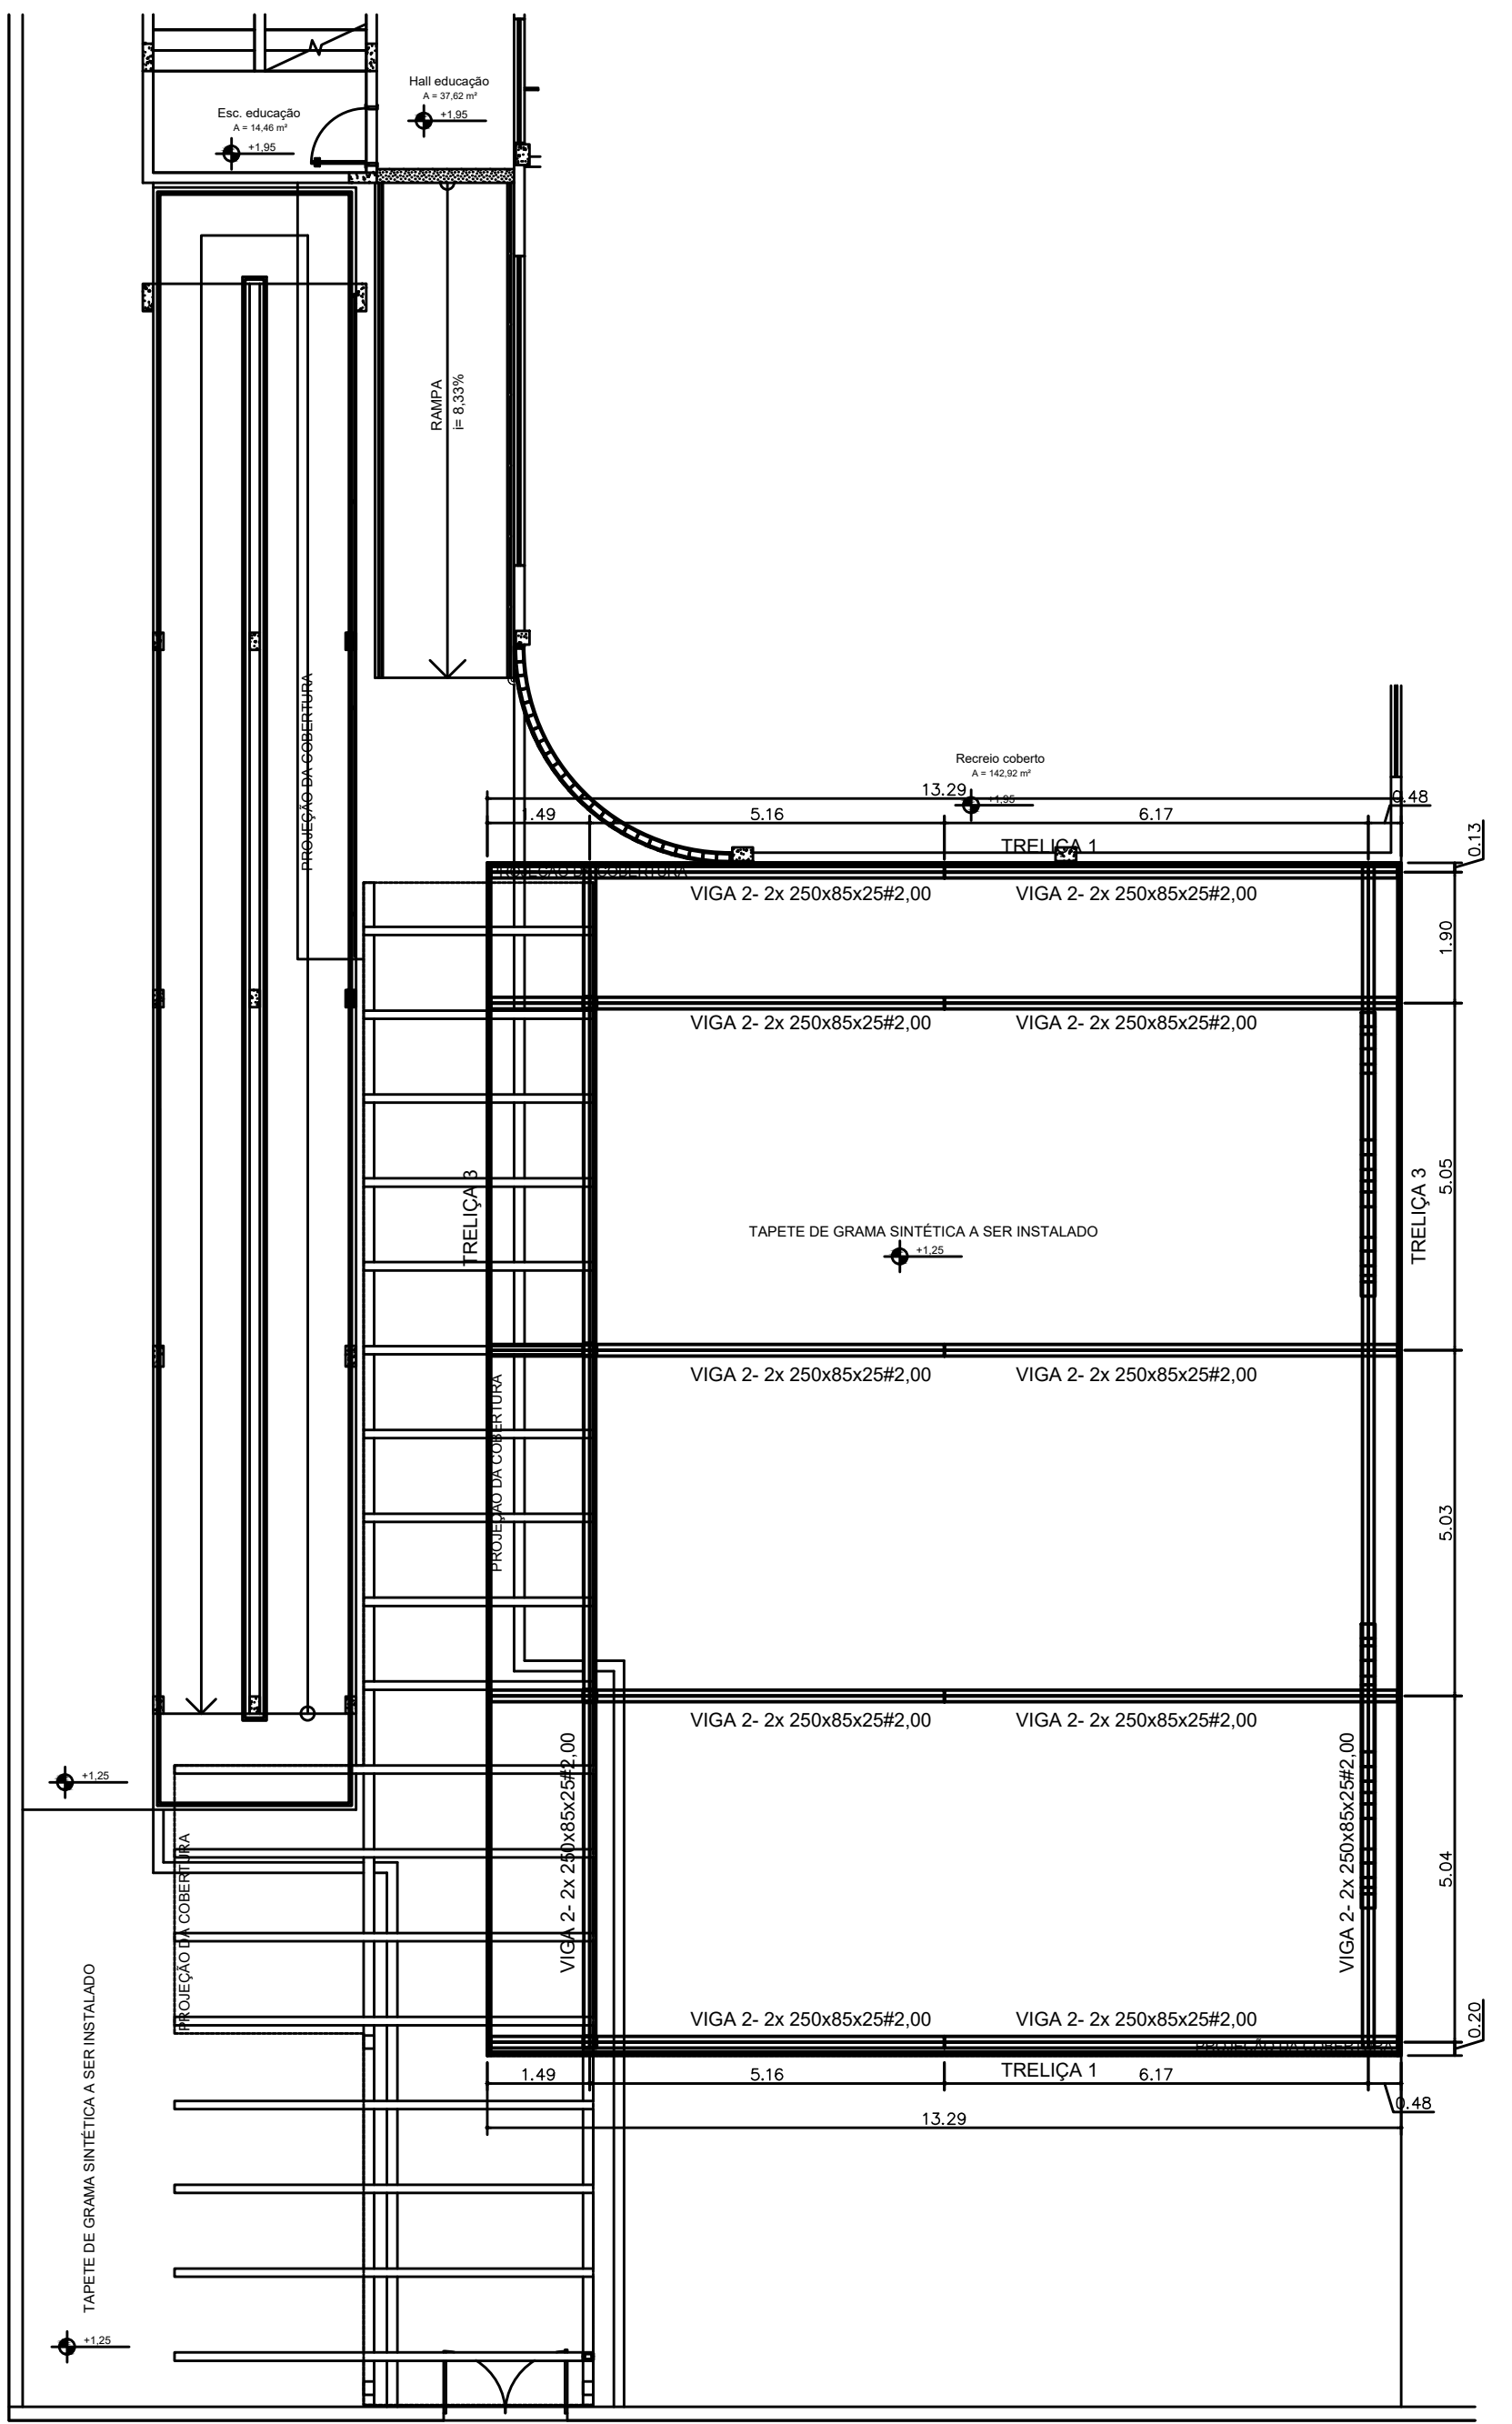 Hall educação
A = 37,62 m²
+1,95
Esc. educação
A = 14,46 m²
+1,95
RAMPA
i= 8,33%
PROJEÇÃO DA COBERTURA
Recreio coberto
A = 142,92 m²
+1,95
13.29
0.48
1.49
5.16
6.17
0.13
TRELIÇA 1
PROJEÇÃO DA COBERTURA
VIGA 2- 2x 250x85x25#2,00
VIGA 2- 2x 250x85x25#2,00
1.90
VIGA 2- 2x 250x85x25#2,00
VIGA 2- 2x 250x85x25#2,00
TRELIÇA 3
TRELIÇA 3
5.05
TAPETE DE GRAMA SINTÉTICA A SER INSTALADO
+1,25
VIGA 2- 2x 250x85x25#2,00
VIGA 2- 2x 250x85x25#2,00
PROJEÇÃO DA COBERTURA
5.03
VIGA 2- 2x 250x85x25#2,00
VIGA 2- 2x 250x85x25#2,00
+1,25
VIGA 2- 2x 250x85x25#2,00
VIGA 2- 2x 250x85x25#2,00
5.04
PROJEÇÃO DA COBERTURA
TAPETE DE GRAMA SINTÉTICA A SER INSTALADO
VIGA 2- 2x 250x85x25#2,00
VIGA 2- 2x 250x85x25#2,00
0.20
PROJEÇÃO DA COBERTURA
TRELIÇA 1
1.49
5.16
6.17
0.48
13.29
+1,25